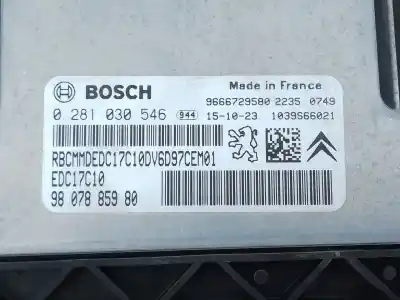 BOSCH
Made in France
9666729580 2235 0749
0 281 030 546 944 15-10-23 1039S66021
RBCMMDEDC17C10DV6D97CEM01
EDC17C10
98 078 859 80